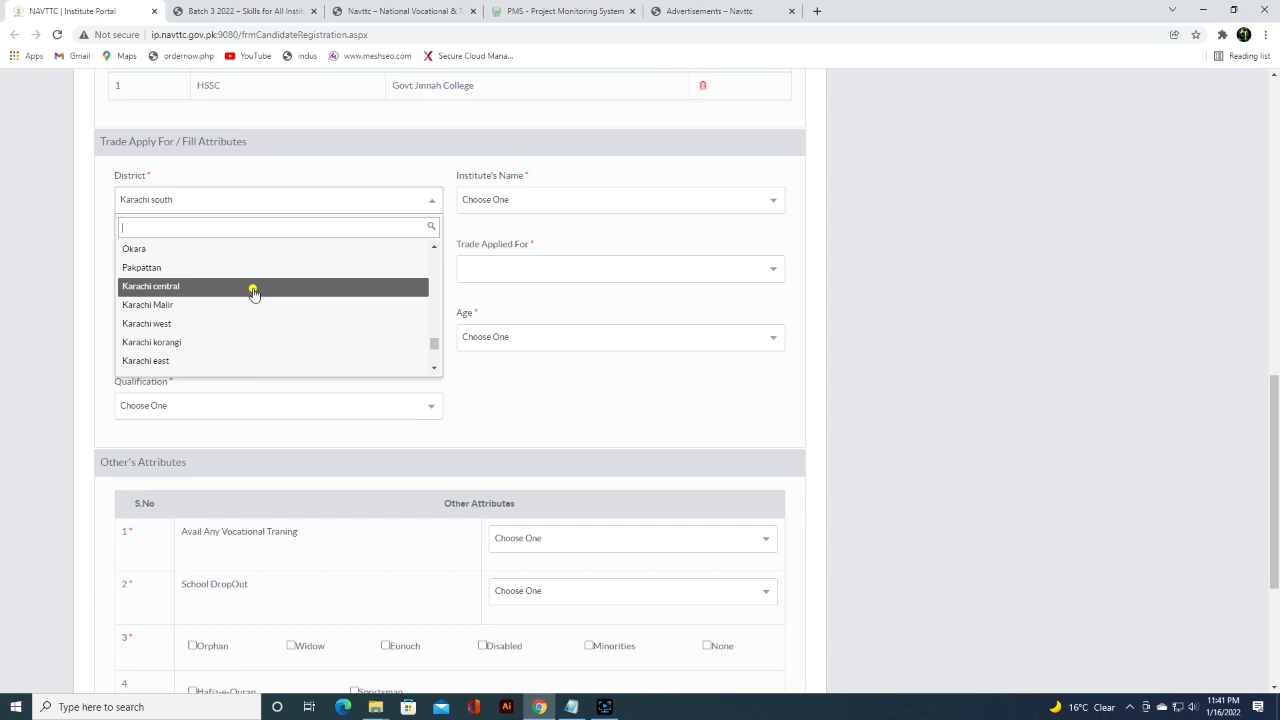 NAVTTC | Institute Portal
Batch 3 2022 – Skills for All Instit
Navttc – National Vocational & T
PMS - Project Monitoring System
Advertisements – Navttc
Not secure ip.navttc.gov.pk:9080/frmCandidateRegistration.aspx
Apps Gmail Maps ordernow.php YouTube indus www.meshseo.com Secure Cloud Mana... Reading list
1 HSSC Govt Jinnah College
Trade Apply For / Fill Attributes
District * Institute's Name *
Karachi south Choose One
Okara Trade Applied For *
Pakpattan
Karachi central
Karachi Malir Age *
Karachi west
Karachi korangi Choose One
Karachi east
Qualification *
Choose One
Other's Attributes
S.No Other Attributes
1 * Avail Any Vocational Traning Choose One
2 * School DropOut Choose One
3 * Orphan Widow Eunuch Disabled Minorities None
4 Hafiz-e-Quran Sportsman
Type here to search 16°C Clear 11:41 PM
1/16/2022